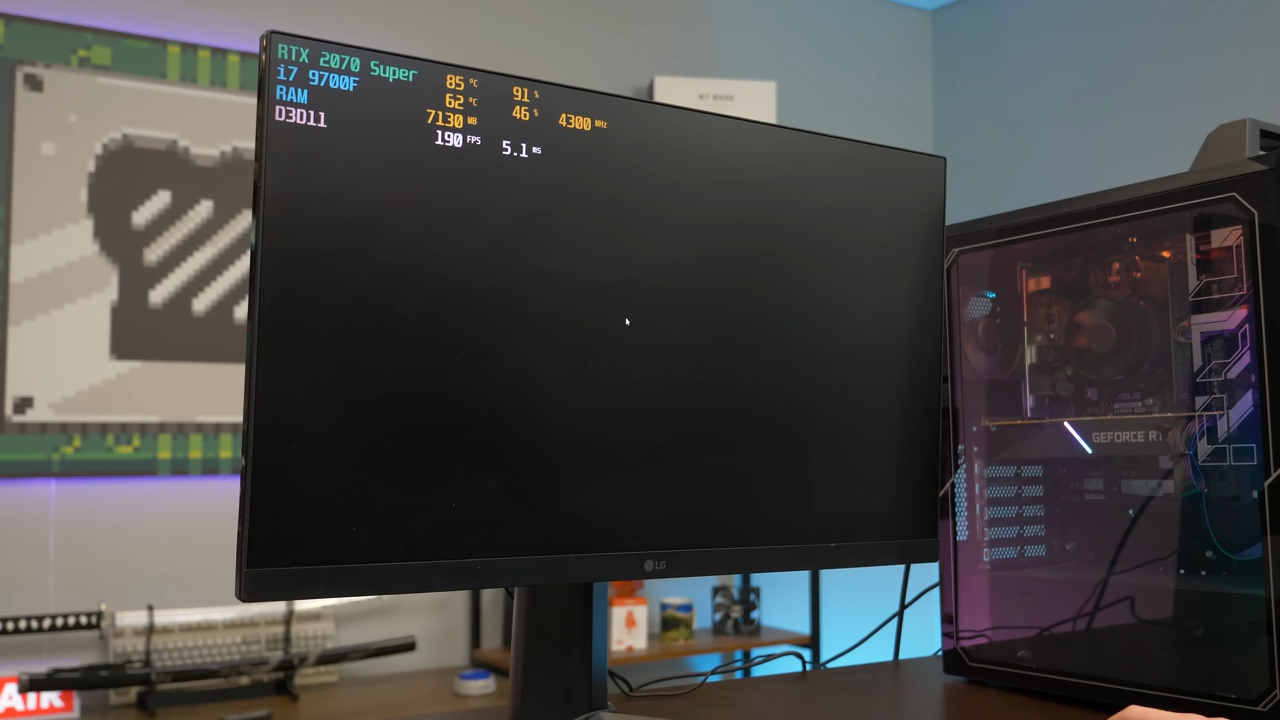 RTX 2070 Super 85 °C 91 %
i7 9700F 62 °C 46 % 4300 MHz
RAM 7130 MB
D3D11 190 FPS 5.1 ms
LG
ASUS
GEFORCE RT
AIR